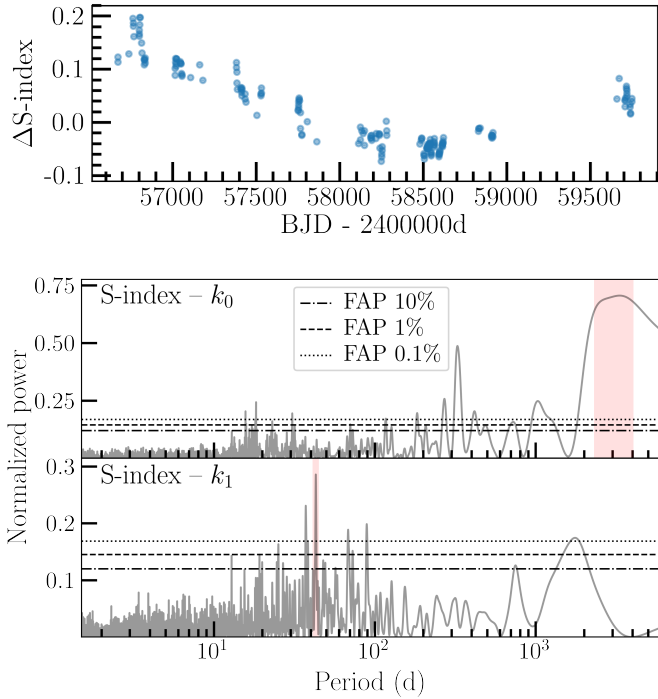 0.2
0.1
0.0
-0.1
ΔS-index
57000 57500 58000 58500 59000 59500
BJD - 2400000d
S-index – k₀
FAP 10%
FAP 1%
FAP 0.1%
0.75
0.50
0.25
Normalized power
S-index – k₁
0.3
0.2
0.1
10¹ 10² 10³
Period (d)